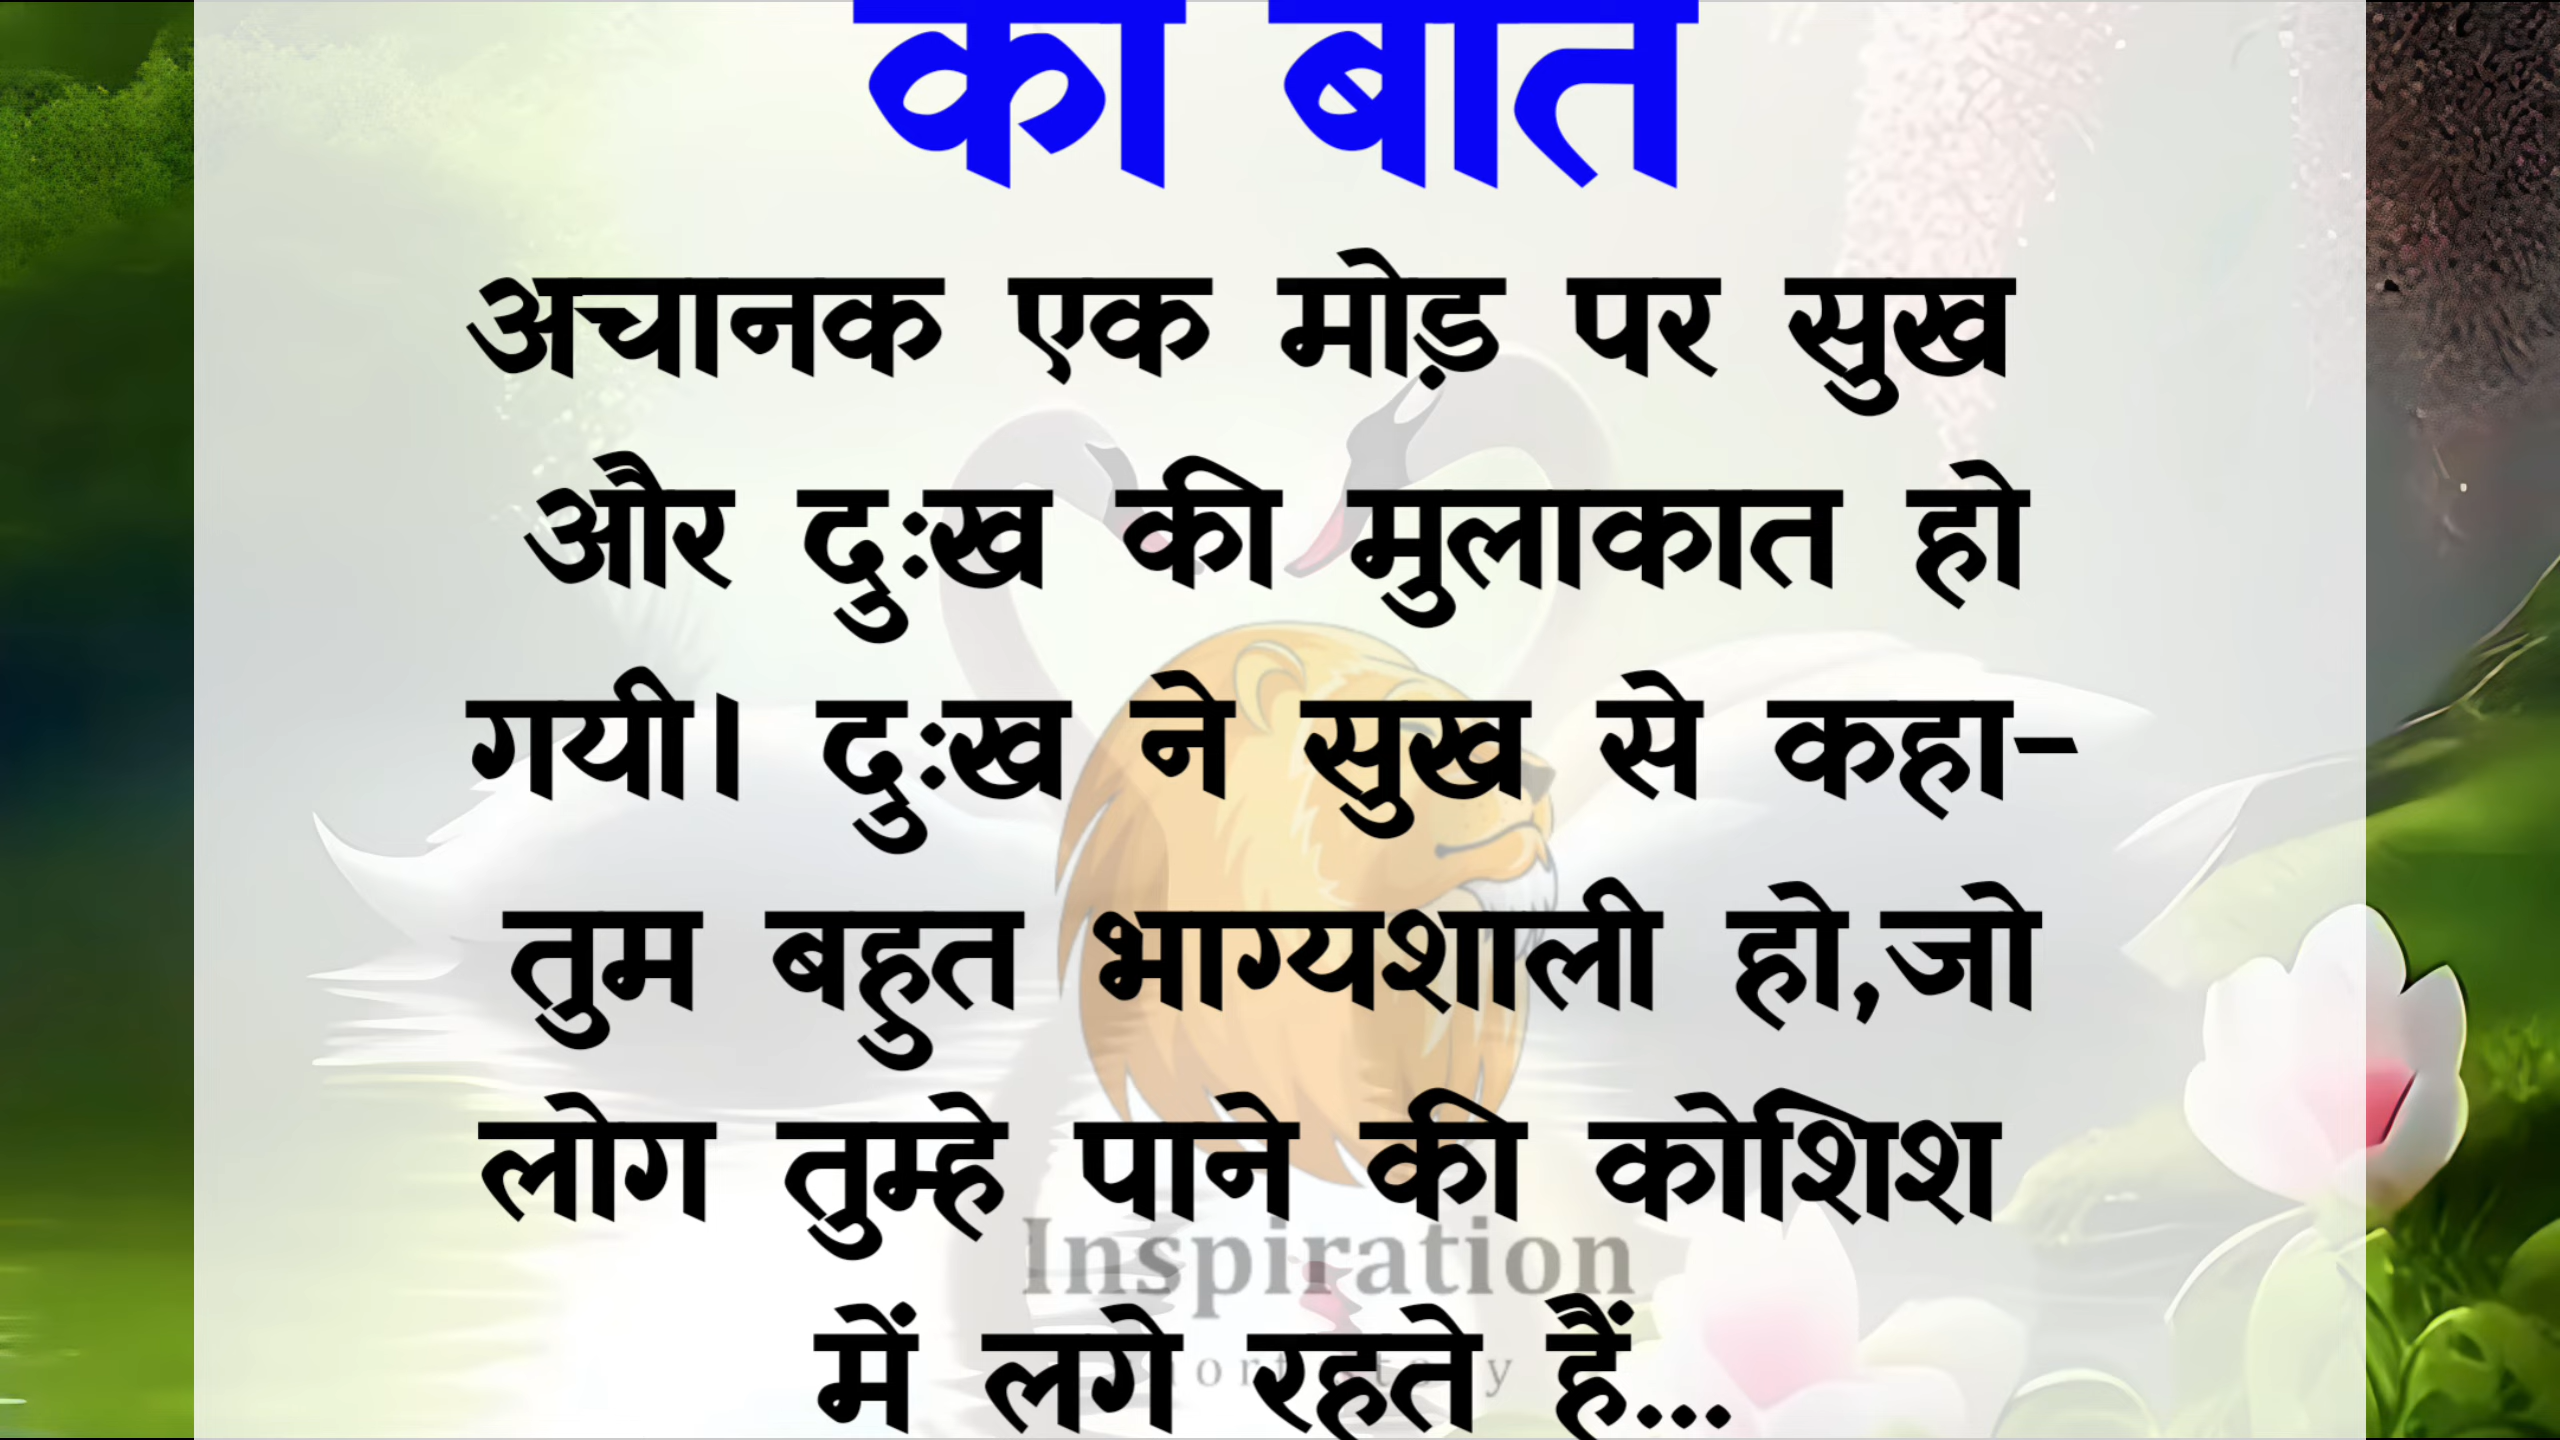 बात
अचानक एक मोड़ पर सुख
और दुःख की मुलाकात हो
गयी। दुःख ने सुख से कहा-
तुम बहुत भाग्यशाली हो,जो
लोग तुम्हे पाने की कोशिश
Inspiration
में लगे रहते हैं...